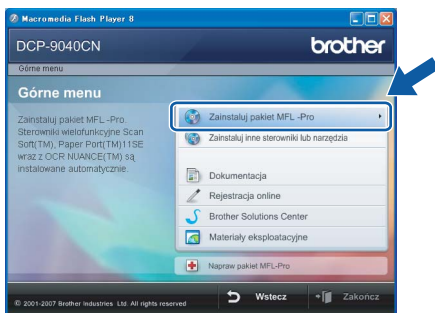 Macromedia Flash Player 8
DCP-9040CN
brother
Górne menu
Górne menu
Zainstaluj pakiet MFL -Pro.
Sterowniki wielofunkcyjne Scan
Soft(TM), Paper Port(TM)11SE
wraz z OCR NUANCE(TM) są
instalowane automatycznie.
Zainstaluj pakiet MFL -Pro
Zainstaluj inne sterowniki lub narzędzia
Dokumentacja
Rejestracja online
Brother Solutions Center
Materiały eksploatacyjne
Napraw pakiet MFL-Pro
© 2001-2007 Brother Industries Ltd. All rights reserved
Wstecz
Zakończ